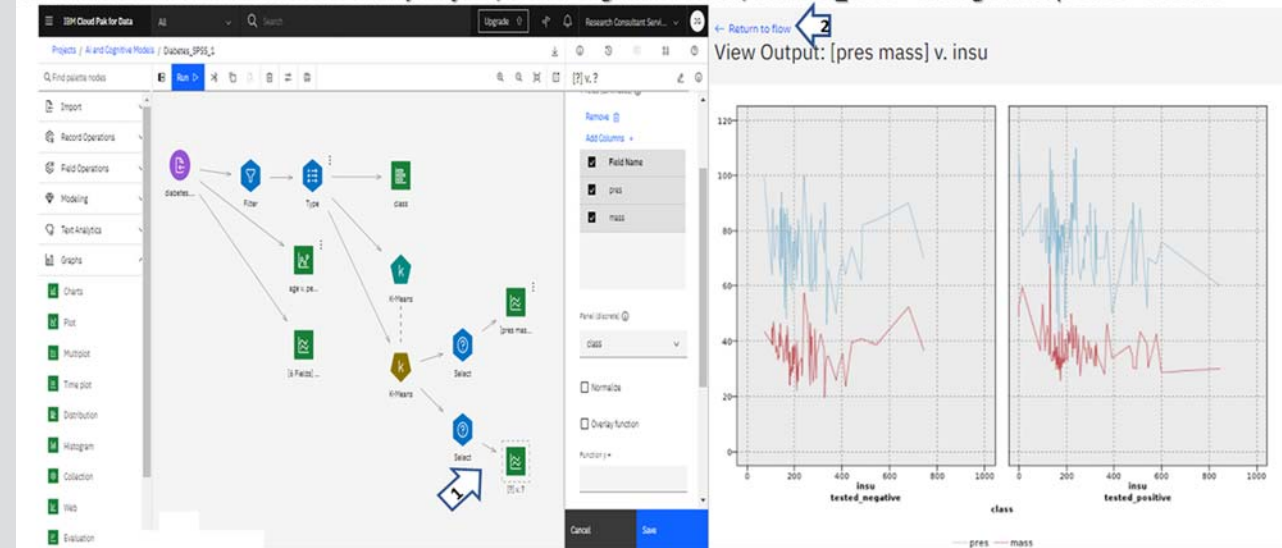 IBM Cloud Pak for Data
All
Search
Upgrade
Research Consultant Servi...
Projects / AI and Cognitive Models / Diabetes_SPSS_1
Find palette nodes
Run
[?] v. ?
Import
Record Operations
Field Operations
Modeling
Text Analytics
Graphs
Charts
Plot
Multiplot
Time plot
Distribution
Histogram
Collection
Web
Evaluation
diabetes...
Filter
Type
class
age v. pe...
K-Means
[pres mas...
[6 Fields] ...
K-Means
Select
Select
[?] v. ?
1
Remove
Add Columns +
Field Name
pres
mass
Panel (discrete)
class
Normalize
Overlay function
Function y =
Cancel
Save
← Return to flow
2
View Output: [pres mass] v. insu
120
100
80
60
40
20
0
0 200 400 600 800 1000
0 200 400 600 800 1000
insu
insu
tested_negative
tested_positive
class
pres
mass